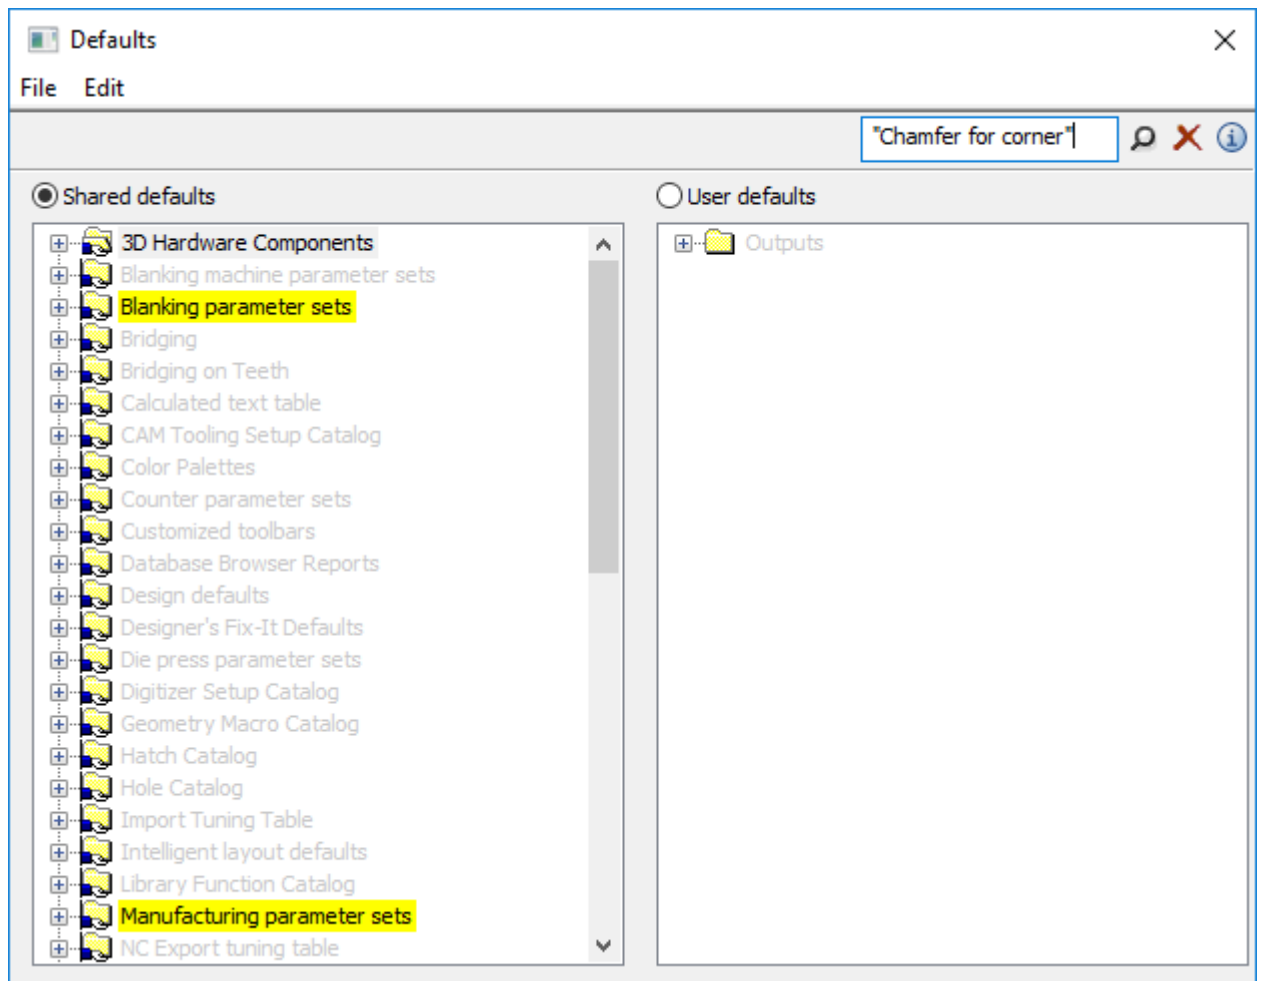 Defaults
File Edit
"Chamfer for corner"
Shared defaults
User defaults
3D Hardware Components
Blanking machine parameter sets
Blanking parameter sets
Bridging
Bridging on Teeth
Calculated text table
CAM Tooling Setup Catalog
Color Palettes
Counter parameter sets
Customized toolbars
Database Browser Reports
Design defaults
Designer's Fix-It Defaults
Die press parameter sets
Digitizer Setup Catalog
Geometry Macro Catalog
Hatch Catalog
Hole Catalog
Import Tuning Table
Intelligent layout defaults
Library Function Catalog
Manufacturing parameter sets
NC Export tuning table
Outputs